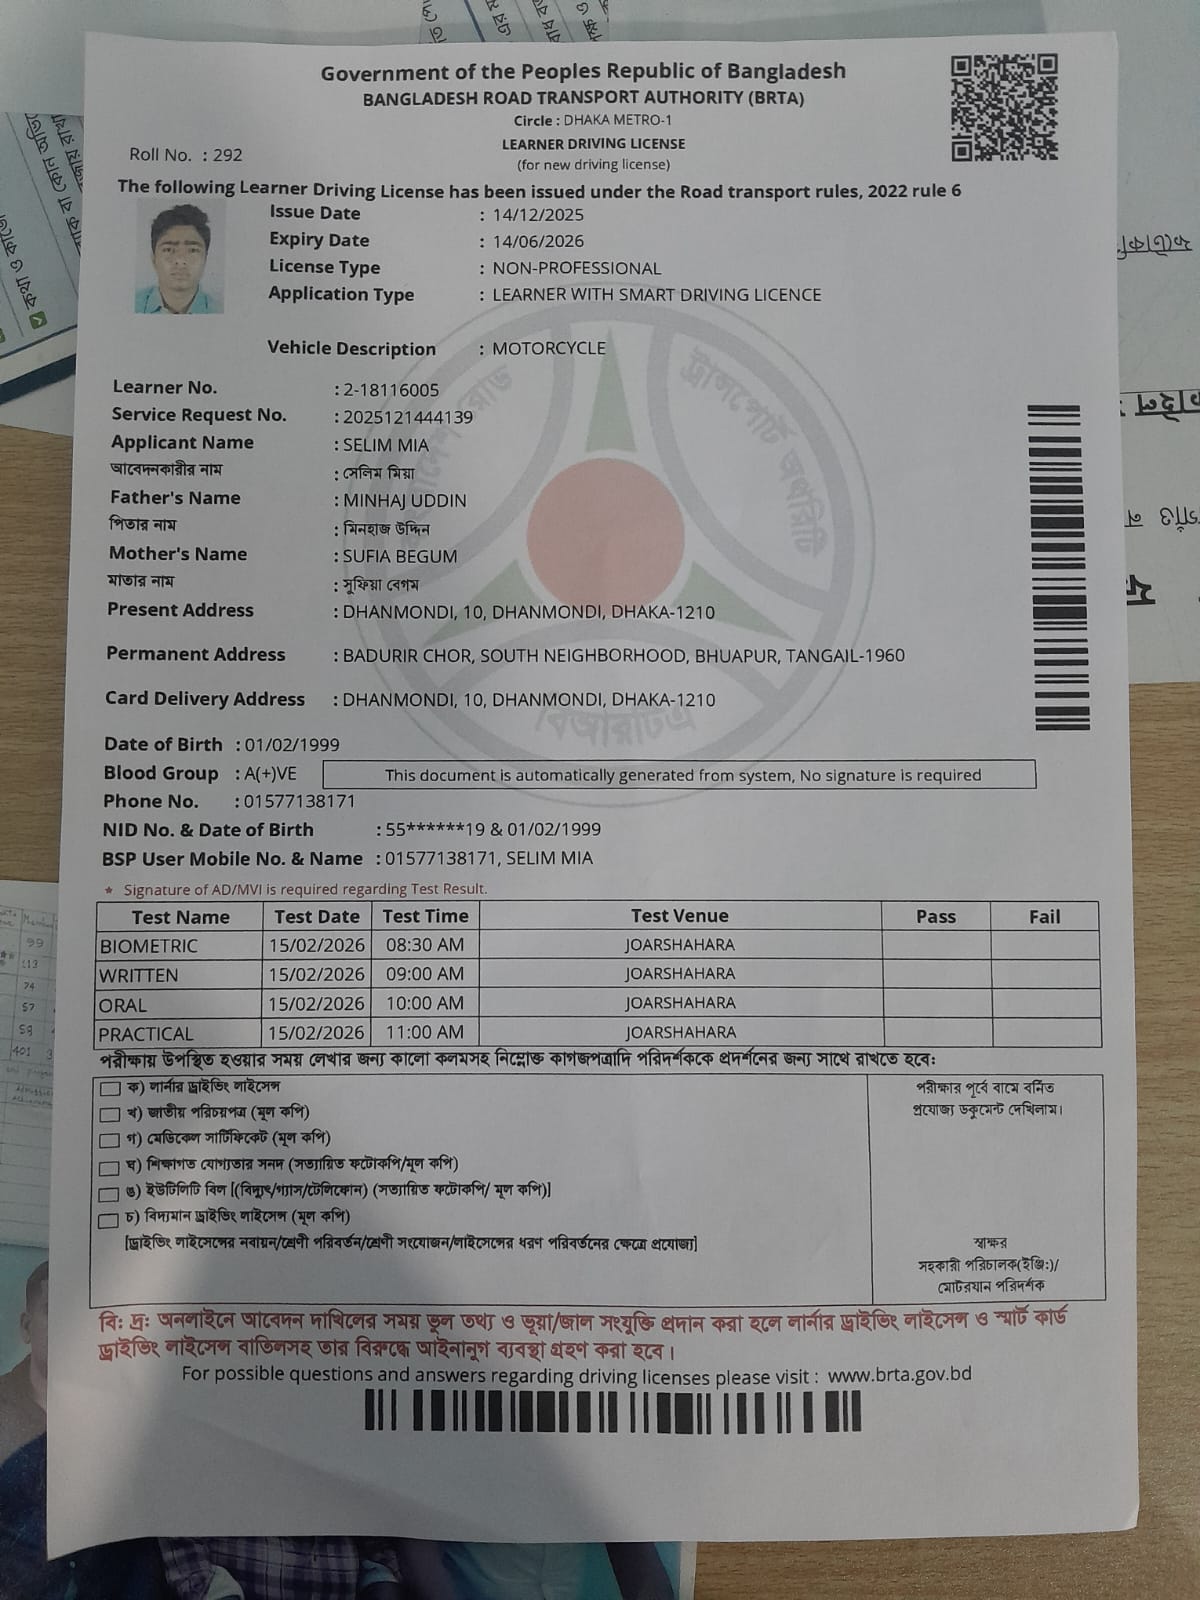 Government of the Peoples Republic of Bangladesh
BANGLADESH ROAD TRANSPORT AUTHORITY (BRTA)
Circle : DHAKA METRO-1
LEARNER DRIVING LICENSE
Roll No. : 292
(for new driving license)
The following Learner Driving License has been issued under the Road transport rules, 2022 rule 6
Issue Date : 14/12/2025
Expiry Date : 14/06/2026
License Type : NON-PROFESSIONAL
Application Type : LEARNER WITH SMART DRIVING LICENCE
Vehicle Description : MOTORCYCLE
Learner No. : 2-18116005
Service Request No. : 2025121444139
Applicant Name : SELIM MIA
আবেদনকারীর নাম : সেলিম মিয়া
Father's Name : MINHAJ UDDIN
পিতার নাম : মিনহাজ উদ্দিন
Mother's Name : SUFIA BEGUM
মাতার নাম : সুফিয়া বেগম
Present Address : DHANMONDI, 10, DHANMONDI, DHAKA-1210
Permanent Address : BADURIR CHOR, SOUTH NEIGHBORHOOD, BHUAPUR, TANGAIL-1960
Card Delivery Address : DHANMONDI, 10, DHANMONDI, DHAKA-1210
ট্রান্সপোর্ট অথরিটি
বিআরটিএ
Date of Birth : 01/02/1999
Blood Group : A(+)VE This document is automatically generated from system, No signature is required
Phone No. : 01577138171
NID No. & Date of Birth : 55******19 & 01/02/1999
BSP User Mobile No. & Name : 01577138171, SELIM MIA
* Signature of AD/MVI is required regarding Test Result.
Test Name Test Date Test Time Test Venue Pass Fail
BIOMETRIC 15/02/2026 08:30 AM JOARSHAHARA
WRITTEN 15/02/2026 09:00 AM JOARSHAHARA
ORAL 15/02/2026 10:00 AM JOARSHAHARA
PRACTICAL 15/02/2026 11:00 AM JOARSHAHARA
পরীক্ষায় উপস্থিত হওয়ার সময় লেখার জন্য কালো কলমসহ নিম্নোক্ত কাগজপত্রাদি পরিদর্শককে প্রদর্শনের জন্য সাথে রাখতে হবে:
ক) লার্নার ড্রাইভিং লাইসেন্স
খ) জাতীয় পরিচয়পত্র (মূল কপি)
গ) মেডিকেল সার্টিফিকেট (মূল কপি)
ঘ) শিক্ষাগত যোগ্যতার সনদ (সত্যায়িত ফটোকপি/মূল কপি)
ঙ) ইউটিলিটি বিল [(বিদ্যুৎ/গ্যাস/টেলিফোন) (সত্যায়িত ফটোকপি/ মূল কপি)]
চ) বিদ্যমান ড্রাইভিং লাইসেন্স (মূল কপি)
[ড্রাইভিং লাইসেন্সের নবায়ন/শ্রেণী পরিবর্তন/শ্রেণী সংযোজন/লাইসেন্সের ধরণ পরিবর্তনের ক্ষেত্রে প্রযোজ্য]
পরীক্ষার পূর্বে বামে বর্নিত
প্রযোজ্য ডকুমেন্ট দেখিলাম।
স্বাক্ষর
সহকারী পরিচালক(ইঞ্জি:)/
মোটরযান পরিদর্শক
বি: দ্র: অনলাইনে আবেদন দাখিলের সময় ভুল তথ্য ও ভূয়া/জাল সংযুক্তি প্রদান করা হলে লার্নার ড্রাইভিং লাইসেন্স ও স্মার্ট কার্ড
ড্রাইভিং লাইসেন্স বাতিলসহ তার বিরুদ্ধে আইনানুগ ব্যবস্থা গ্রহণ করা হবে।
For possible questions and answers regarding driving licenses please visit : www.brta.gov.bd